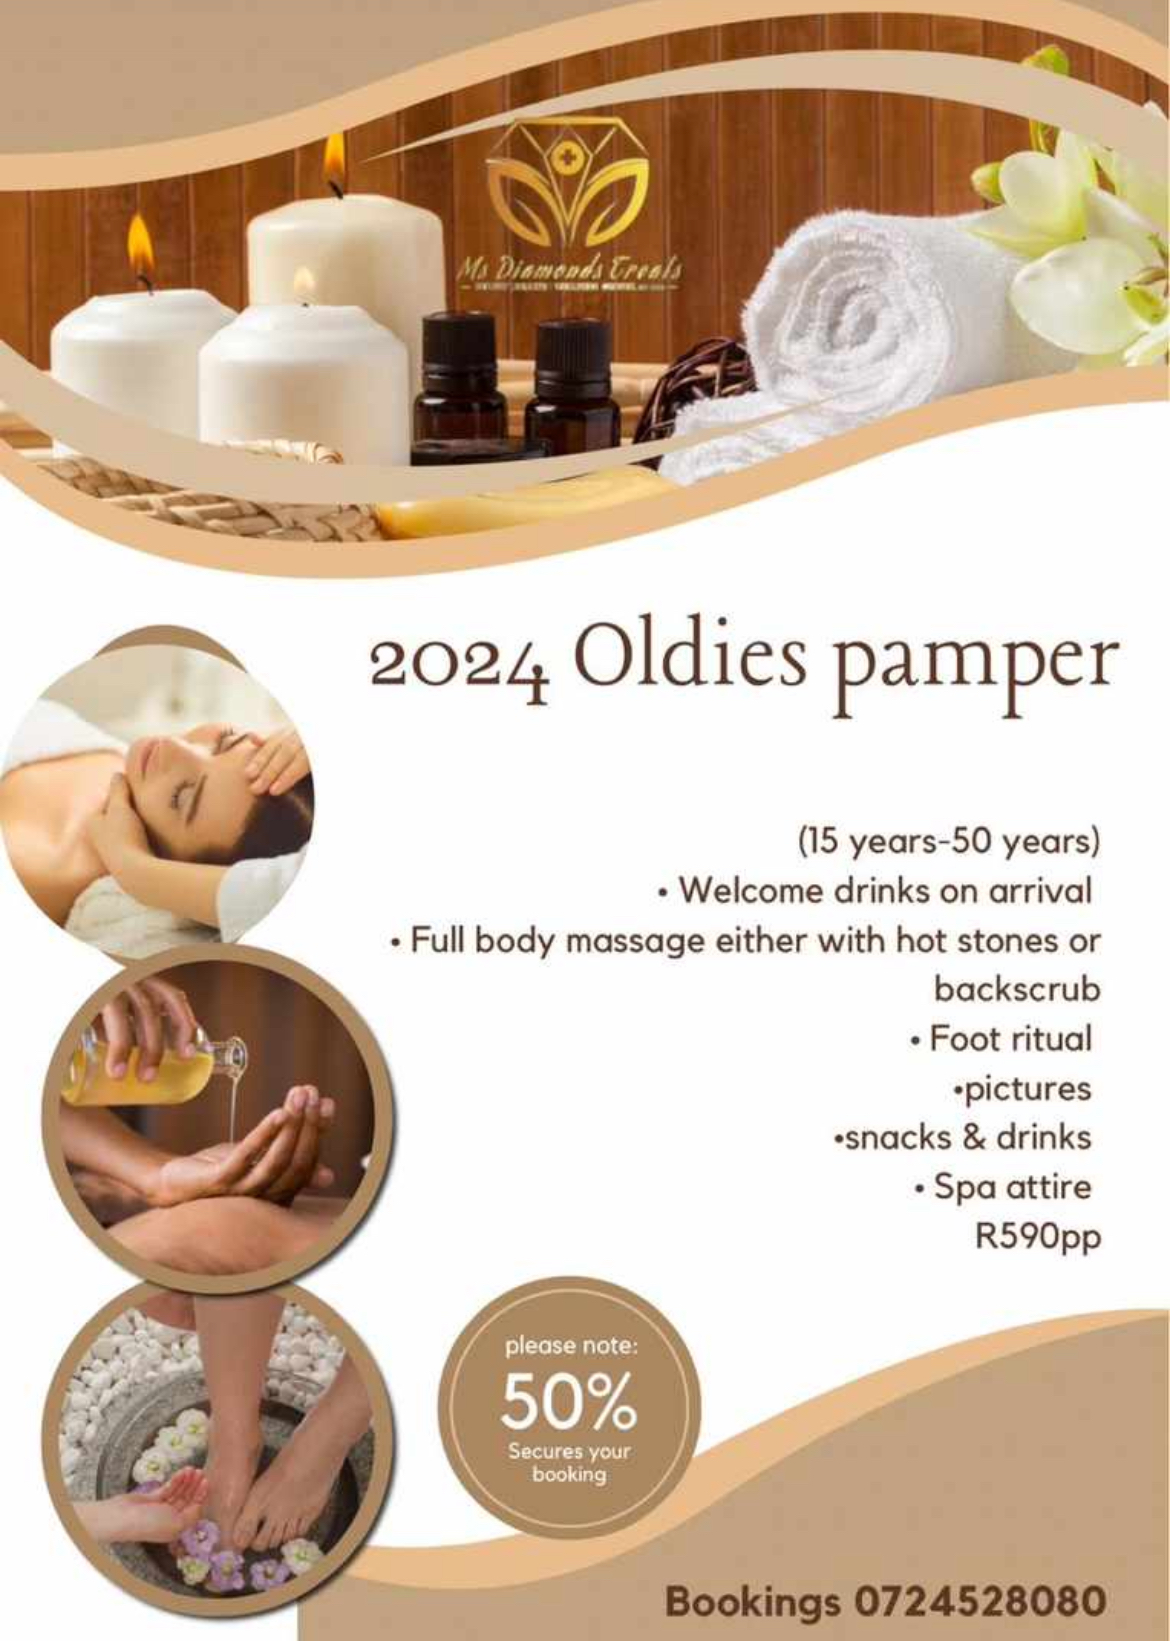 Ms Diamonds Treats
2024 Oldies pamper
(15 years-50 years)
• Welcome drinks on arrival
• Full body massage either with hot stones or
backscrub
• Foot ritual
•pictures
•snacks & drinks
• Spa attire
R590pp
please note:
50%
Secures your
booking
Bookings 0724528080